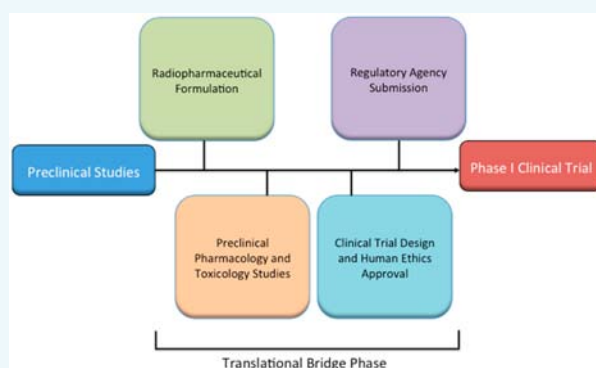 Radiopharmaceutical
Formulation
Regulatory Agency
Submission
Preclinical Studies
Phase I Clinical Trial
Preclinical
Pharmacology and
Toxicology Studies
Clinical Trial Design
and Human Ethics
Approval
Translational Bridge Phase